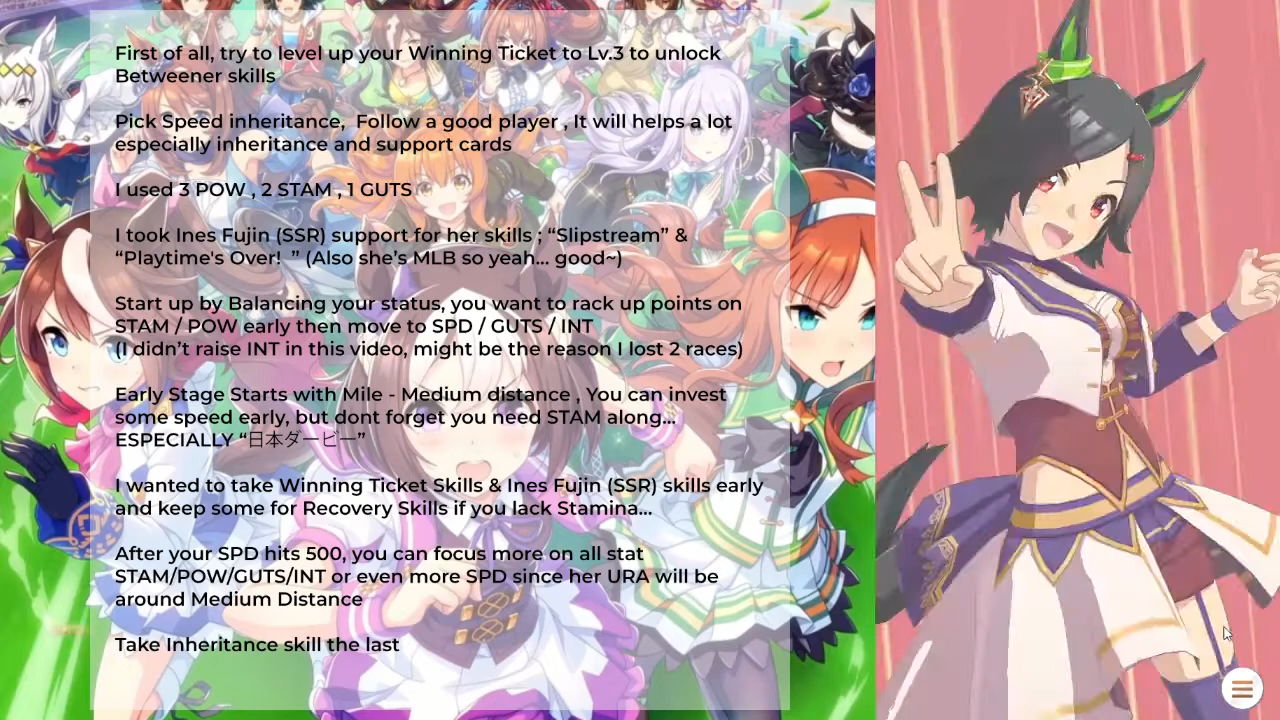 First of all, try to level up your Winning Ticket to Lv.3 to unlock
Betweener skills
Pick Speed inheritance,  Follow a good player , It will helps a lot
especially inheritance and support cards
I used 3 POW , 2 STAM , 1 GUTS
I took Ines Fujin (SSR) support for her skills ; “Slipstream” &
“Playtime's Over!  ” (Also she’s MLB so yeah... good~)
Start up by Balancing your status, you want to rack up points on
STAM / POW early then move to SPD / GUTS / INT
(I didn’t raise INT in this video, might be the reason I lost 2 races)
Early Stage Starts with Mile - Medium distance , You can invest
some speed early, but dont forget you need STAM along...
ESPECIALLY “日本ダービー”
I wanted to take Winning Ticket Skills & Ines Fujin (SSR) skills early
and keep some for Recovery Skills if you lack Stamina...
After your SPD hits 500, you can focus more on all stat
STAM/POW/GUTS/INT or even more SPD since her URA will be
around Medium Distance
Take Inheritance skill the last